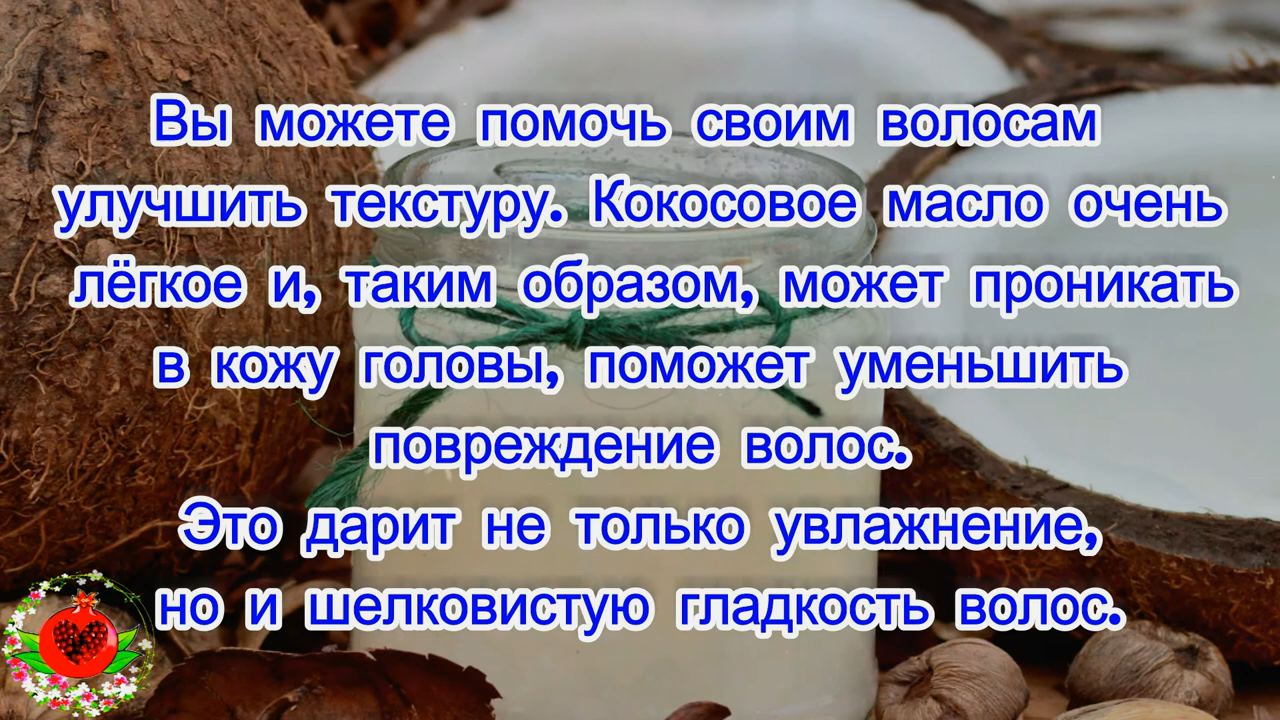 Вы можете помочь своим волосам
улучшить текстуру. Кокосовое масло очень
лёгкое и, таким образом, может проникать
в кожу головы, поможет уменьшить
повреждение волос.
Это дарит не только увлажнение,
но и шелковистую гладкость волос.